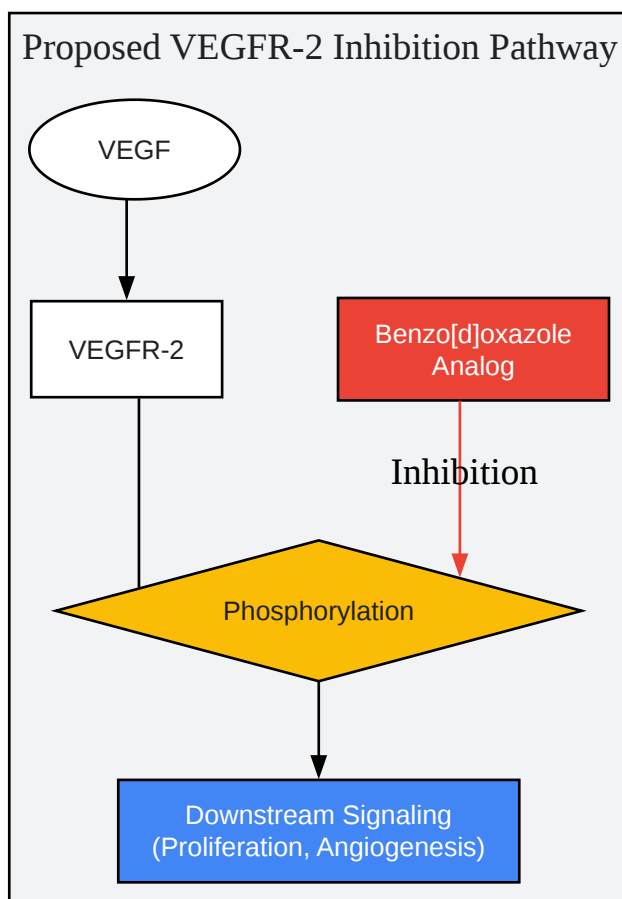 Proposed VEGFR-2 Inhibition Pathway
VEGF
VEGFR-2
Benzo[d]oxazole
Analog
Inhibition
Phosphorylation
Downstream Signaling
(Proliferation, Angiogenesis)